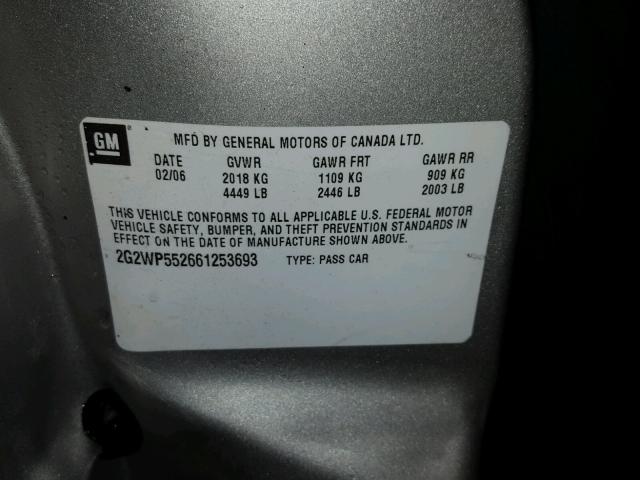 GM
MFD BY GENERAL MOTORS OF CANADA LTD.
DATE GVWR GAWR FRT GAWR RR
02/06 2018 KG 1109 KG 909 KG
4449 LB 2446 LB 2003 LB
THIS VEHICLE CONFORMS TO ALL APPLICABLE U.S. FEDERAL MOTOR
VEHICLE SAFETY, BUMPER, AND THEFT PREVENTION STANDARDS IN
EFFECT ON THE DATE OF MANUFACTURE SHOWN ABOVE.
2G2WP552661253693 TYPE: PASS CAR